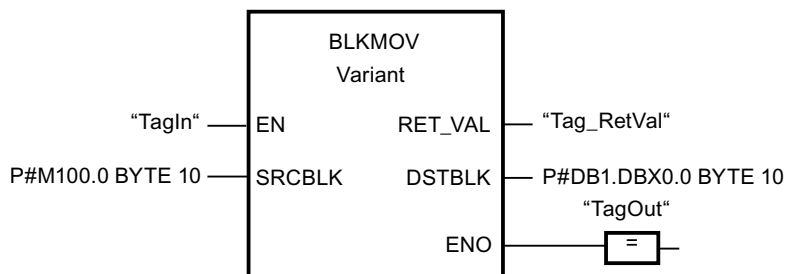 BLKMOV
Variant
“TagIn“ EN RET_VAL “Tag_RetVal“
P#M100.0 BYTE 10 SRCBLK DSTBLK P#DB1.DBX0.0 BYTE 10
“TagOut“
ENO =